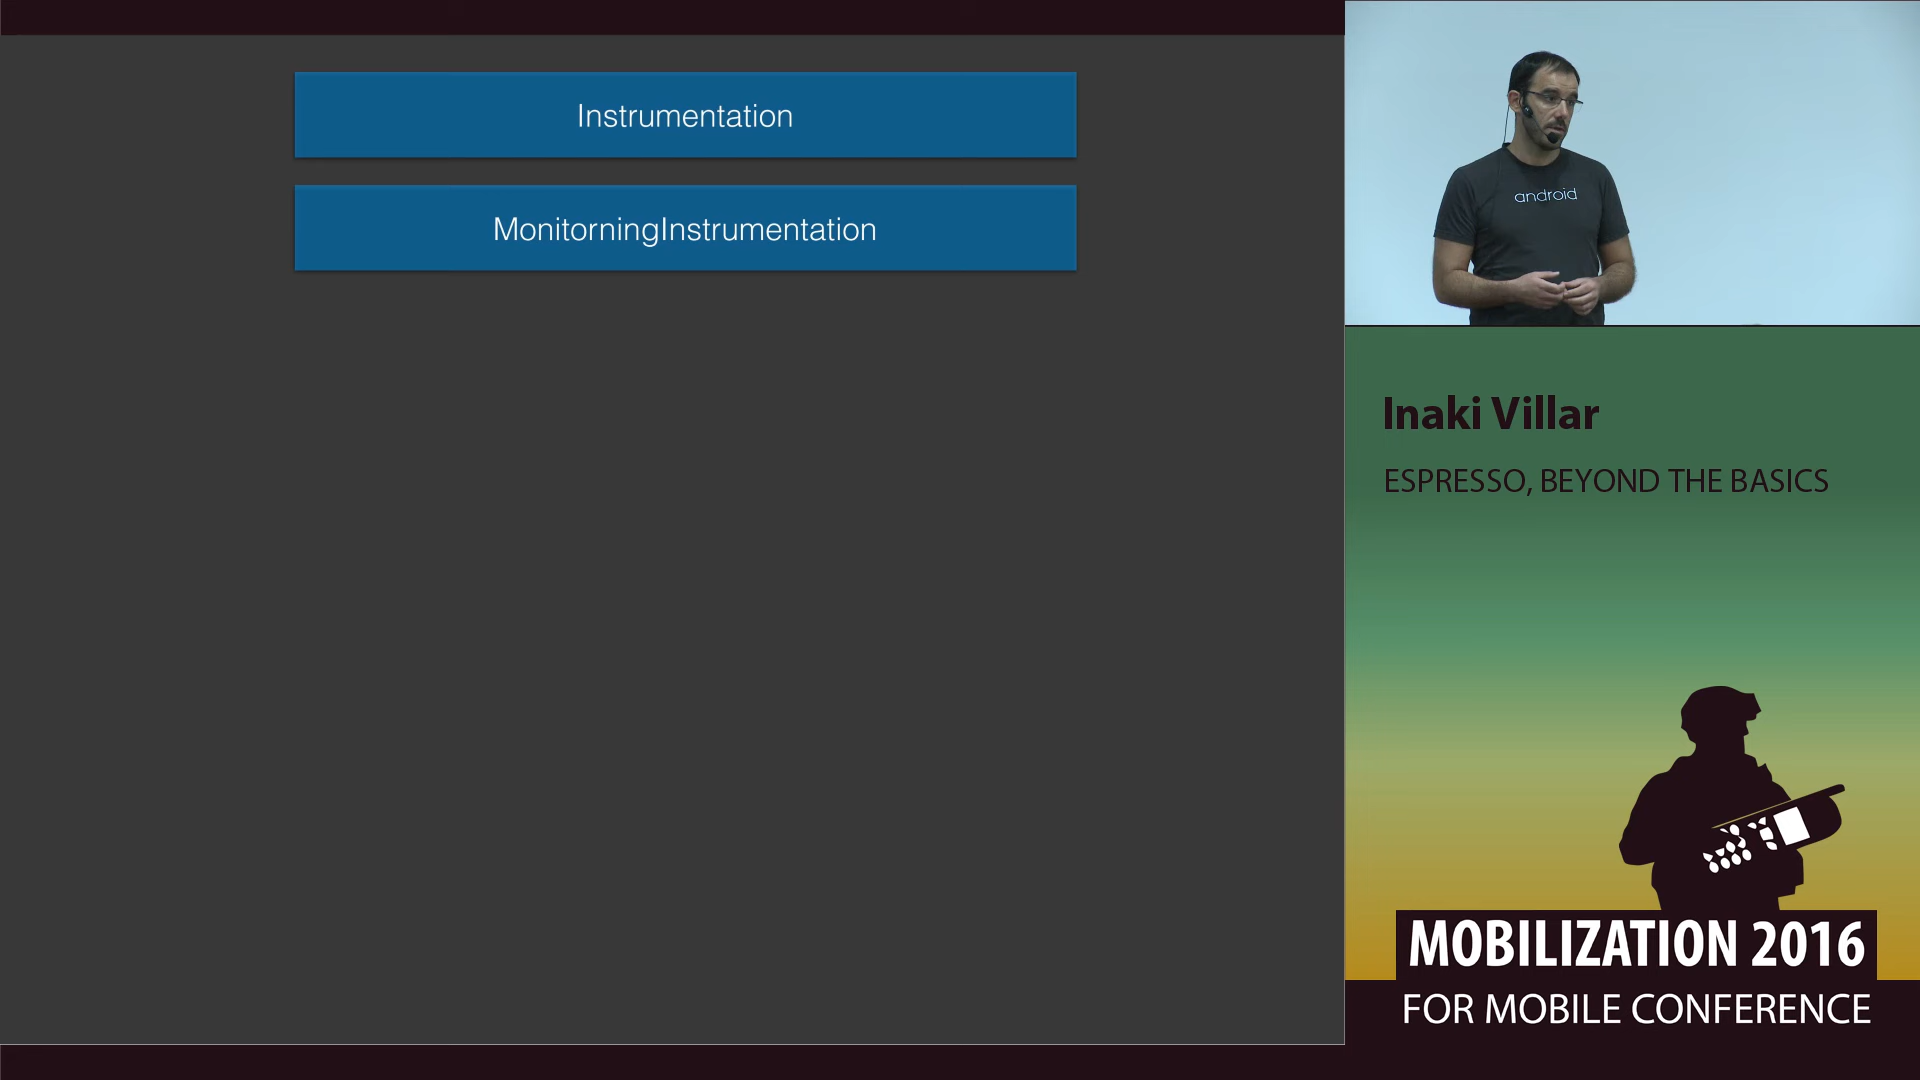 Instrumentation
MonitorningInstrumentation
android
Inaki Villar
ESPRESSO, BEYOND THE BASICS
MOBILIZATION 2016
FOR MOBILE CONFERENCE